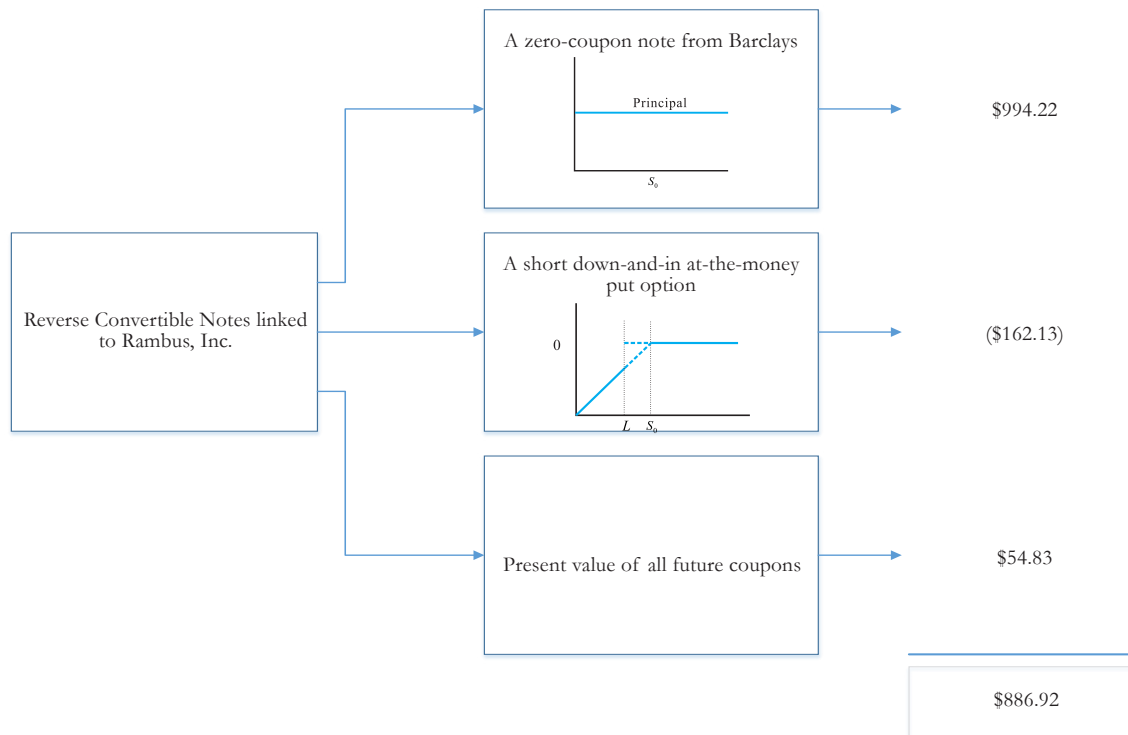 A zero-coupon note from Barclays
Principal
S₀
$994.22
Reverse Convertible Notes linked
to Rambus, Inc.
A short down-and-in at-the-money
put option
0
L S₀
($162.13)
Present value of all future coupons
$54.83
$886.92